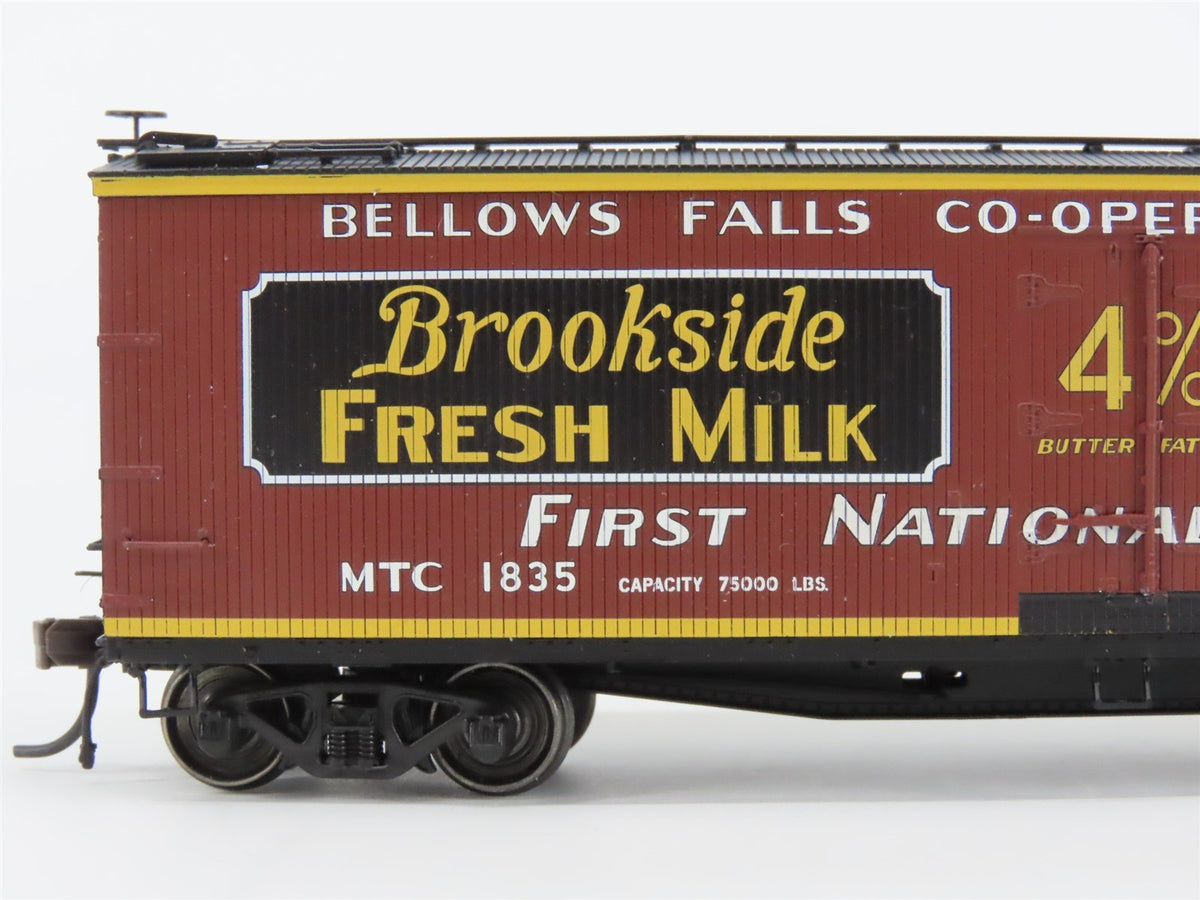 BELLOWS FALLS CO-OPER
Brookside
FRESH MILK
4%
BUTTER FAT
FIRST NATIONAL
MTC 1835 CAPACITY 75000 LBS.